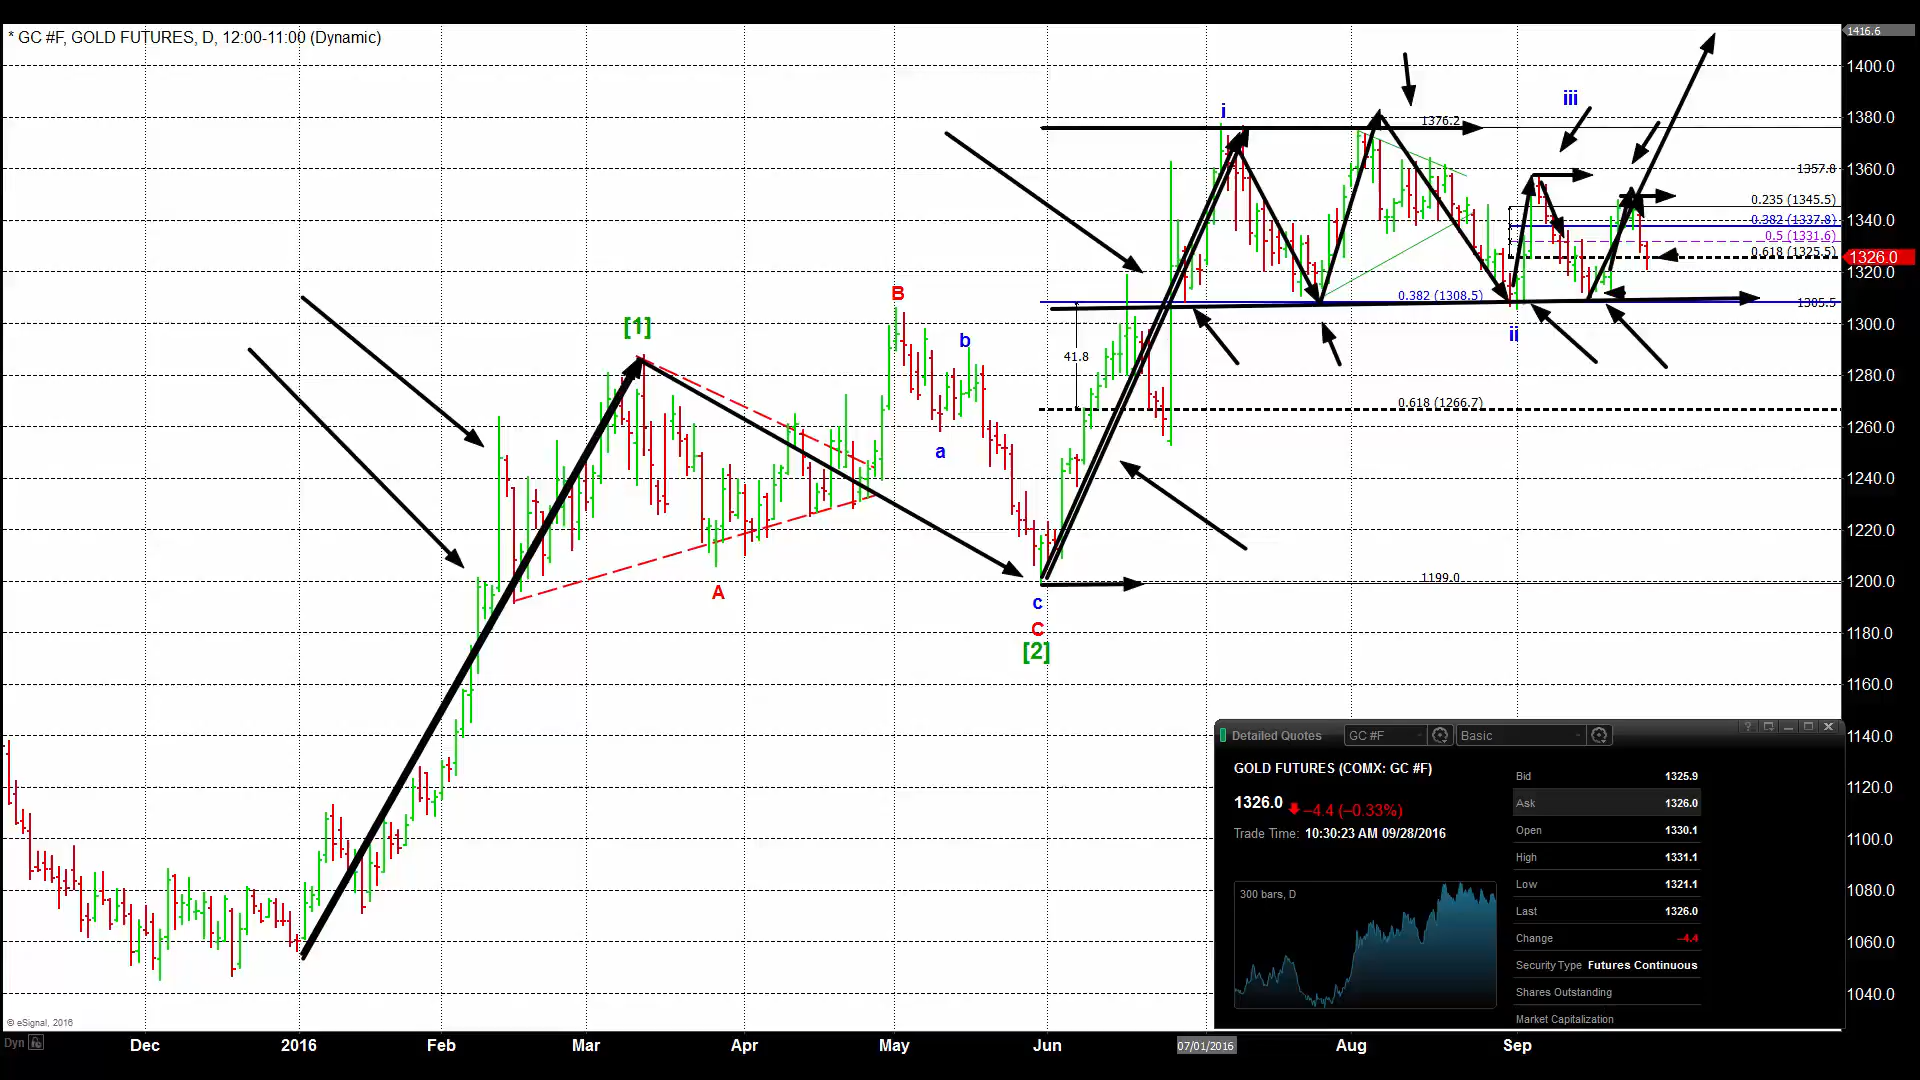 * GC #F, GOLD FUTURES, D, 12:00-11:00 (Dynamic)
1416.6
1400.0
1380.0
1360.0
1340.0
1326.0
1320.0
1300.0
1280.0
1260.0
1240.0
1220.0
1200.0
1180.0
1160.0
1140.0
1120.0
1100.0
1080.0
1060.0
1040.0
iii
i
1376.2
1357.8
0.235 (1345.5)
0.382 (1337.8)
0.5 (1331.6)
0.618 (1325.5)
B
0.382 (1308.5)
1305.5
[1]
b
ii
41.8
0.618 (1266.7)
a
1199.0
A
c
C
[2]
Detailed Quotes
GC #F
Basic
?
GOLD FUTURES (COMX: GC #F)
1326.0 –4.4 (–0.33%)
Trade Time: 10:30:23 AM 09/28/2016
300 bars, D
Bid 1325.9
Ask 1326.0
Open 1330.1
High 1331.1
Low 1321.1
Last 1326.0
Change –4.4
Security Type Futures Continuous
Shares Outstanding
Market Capitalization
© eSignal, 2016
Dyn
Dec 2016 Feb Mar Apr May Jun 07/01/2016 Aug Sep